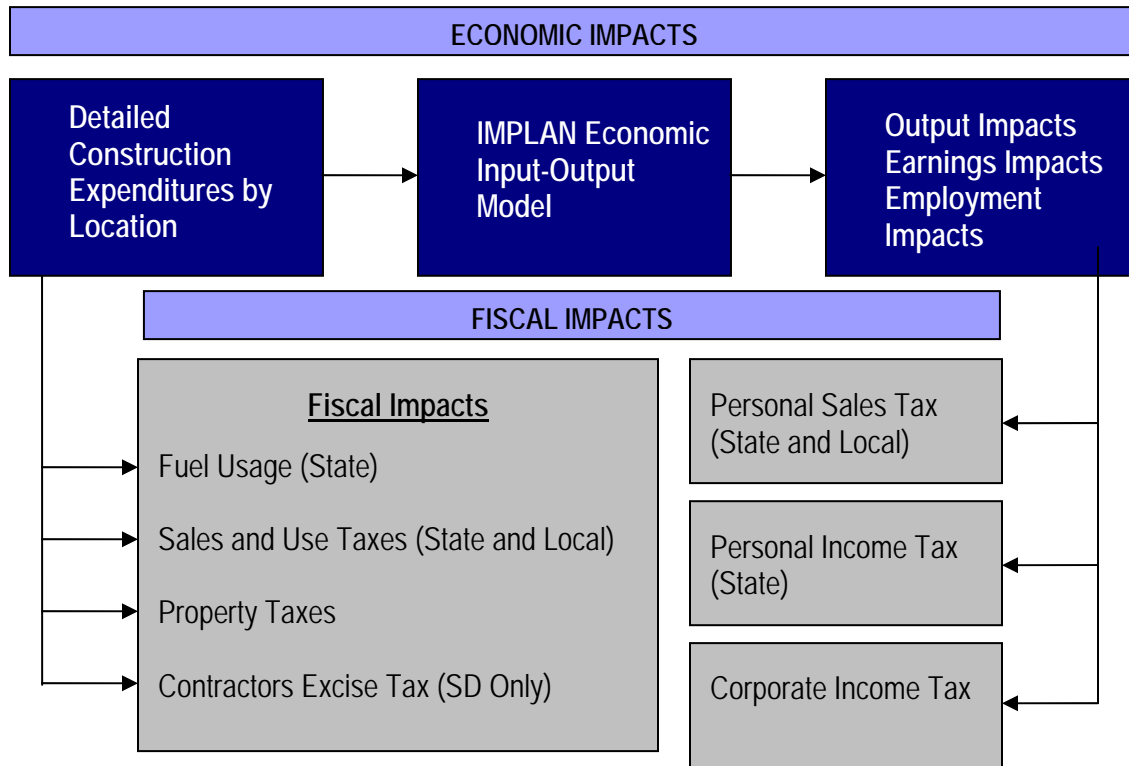 ECONOMIC IMPACTS
Detailed
Construction
Expenditures by
Location
IMPLAN Economic
Input-Output
Model
Output Impacts
Earnings Impacts
Employment
Impacts
FISCAL IMPACTS
Fiscal Impacts
Fuel Usage (State)
Sales and Use Taxes (State and Local)
Property Taxes
Contractors Excise Tax (SD Only)
Personal Sales Tax
(State and Local)
Personal Income Tax
(State)
Corporate Income Tax